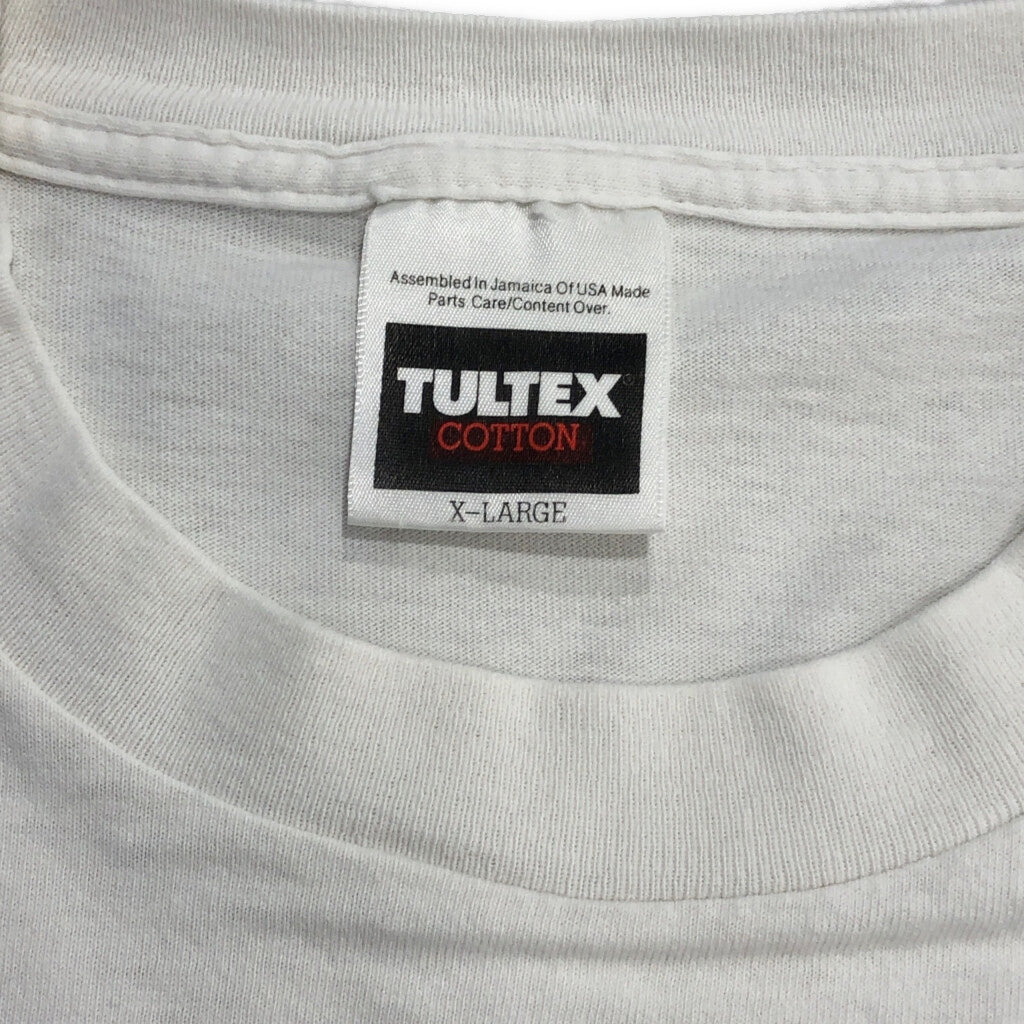 Assembled In Jamaica Of USA Made
Parts Care/Content Over.
TULTEX
COTTON
X-LARGE